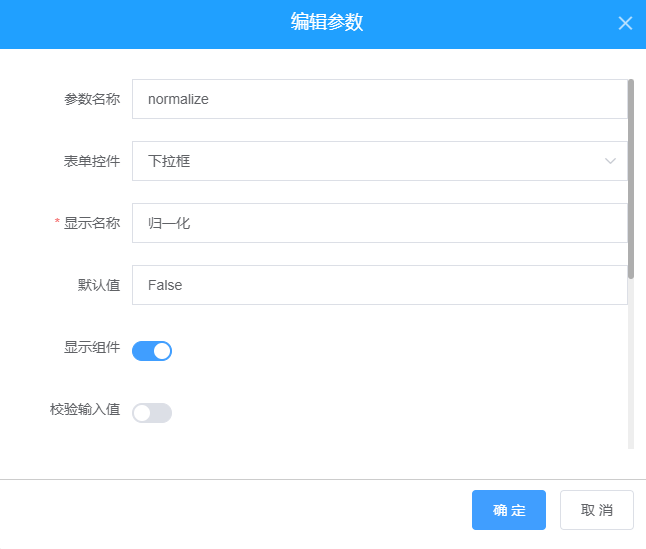 编辑参数
参数名称 normalize
表单控件 下拉框
* 显示名称 归一化
默认值 False
显示组件
校验输入值
确 定 取 消